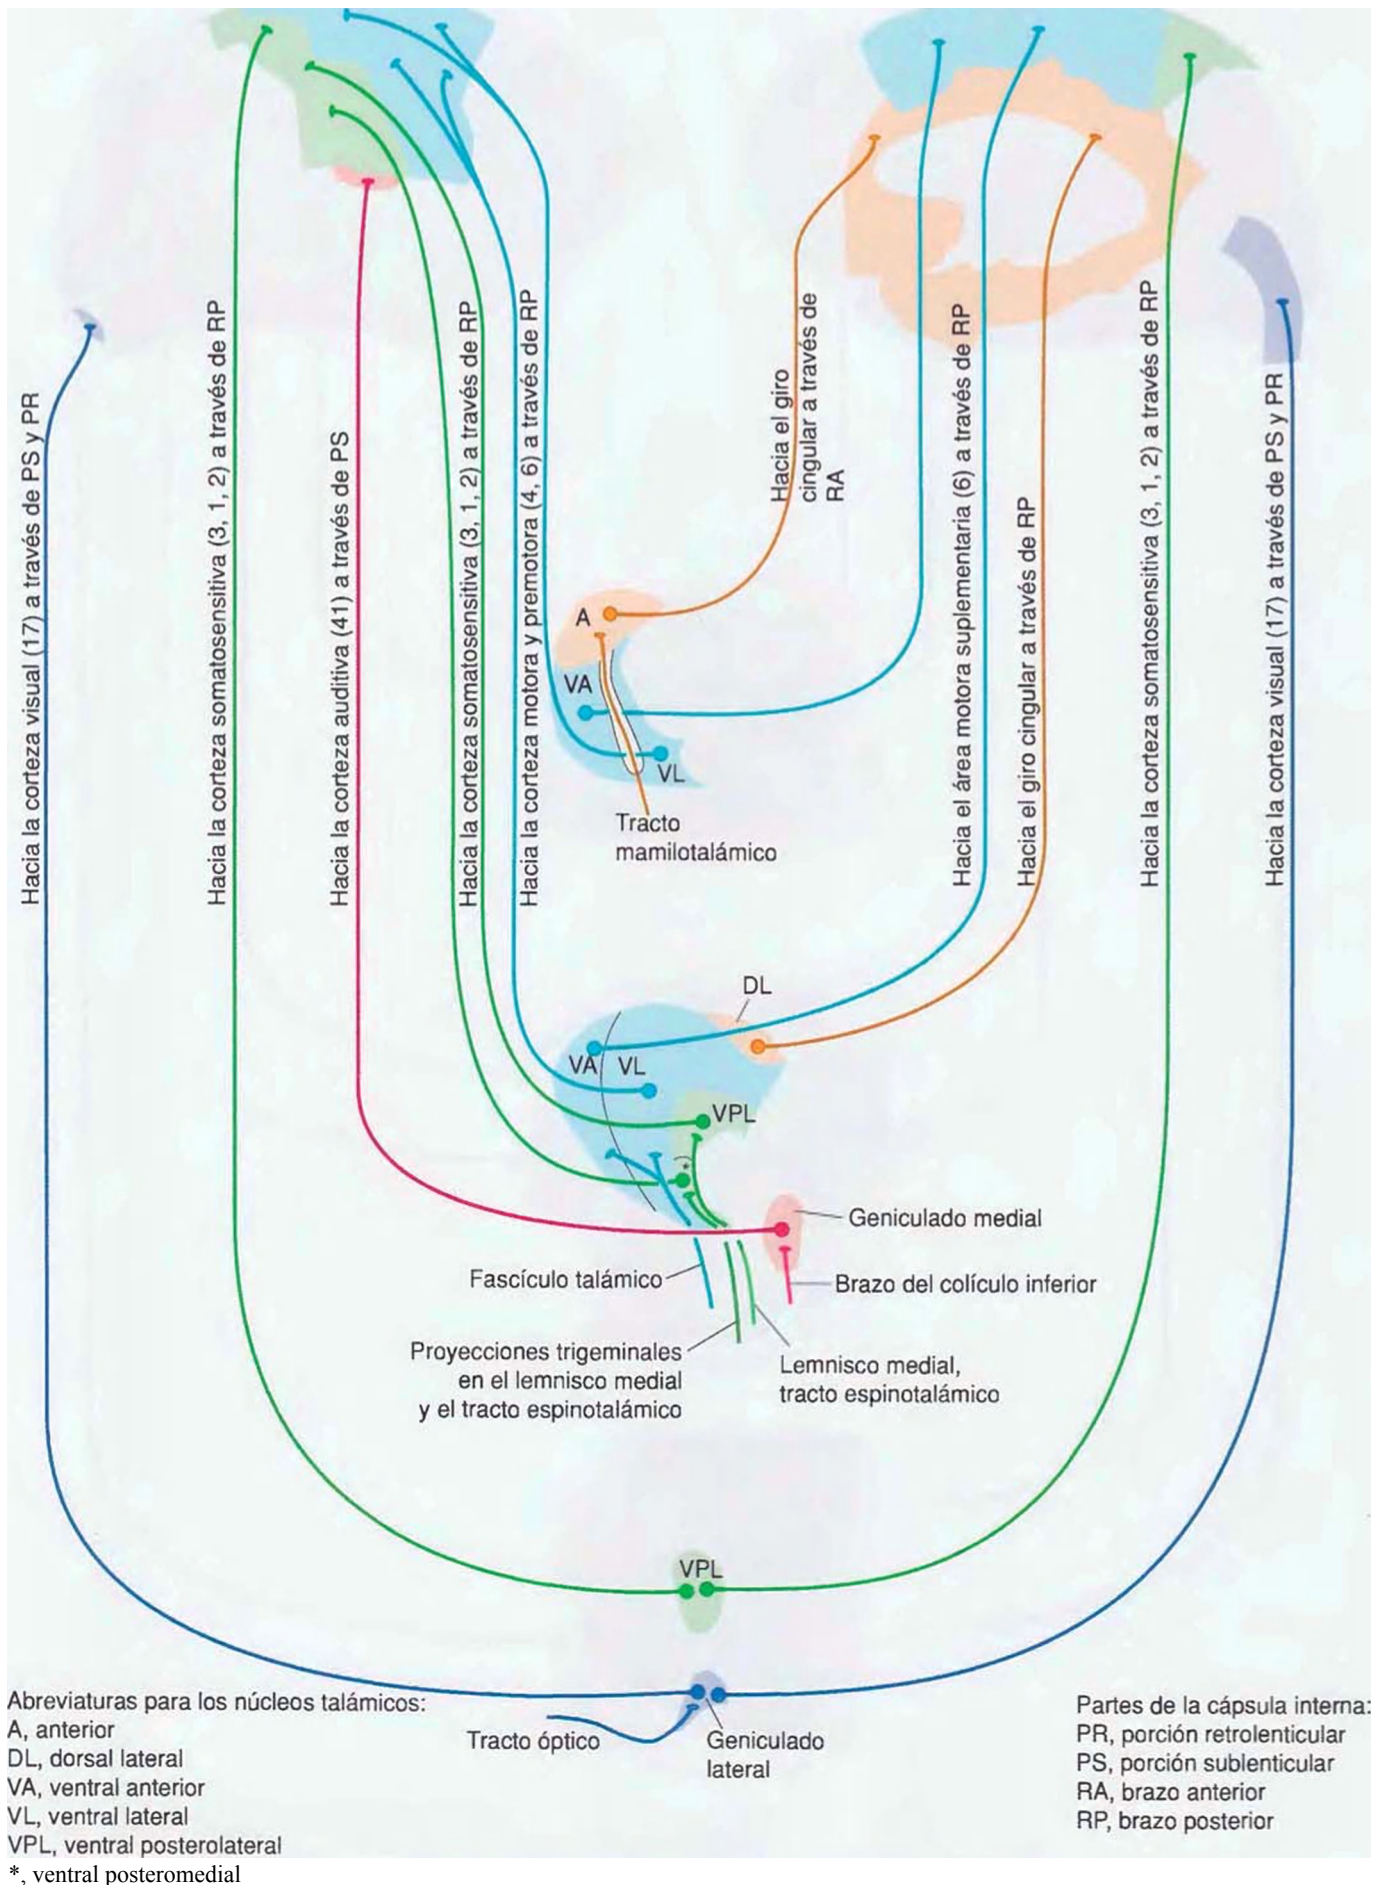 Hacia la corteza visual (17) a través de PS y PR
Hacia la corteza somatosensitiva (3, 1, 2) a través de RP
Hacia la corteza auditiva (41) a través de PS
Hacia la corteza somatosensitiva (3, 1, 2) a través de RP
Hacia la corteza motora y premotora (4, 6) a través de RP
Hacia el giro
cingular a través de
RA
Hacia el área motora suplementaria (6) a través de RP
Hacia el giro cingular a través de RP
Hacia la corteza somatosensitiva (3, 1, 2) a través de RP
Hacia la corteza visual (17) a través de PS y PR
A
VA
VL
Tracto
mamilotalámico
DL
VA
VL
VPL
*
Geniculado medial
Fascículo talámico
Brazo del colículo inferior
Proyecciones trigeminales
en el lemnisco medial
y el tracto espinotalámico
Lemnisco medial,
tracto espinotalámico
VPL
Tracto óptico
Geniculado
lateral
Abreviaturas para los núcleos talámicos:
A, anterior
DL, dorsal lateral
VA, ventral anterior
VL, ventral lateral
VPL, ventral posterolateral
*, ventral posteromedial
Partes de la cápsula interna:
PR, porción retrolenticular
PS, porción sublenticular
RA, brazo anterior
RP, brazo posterior